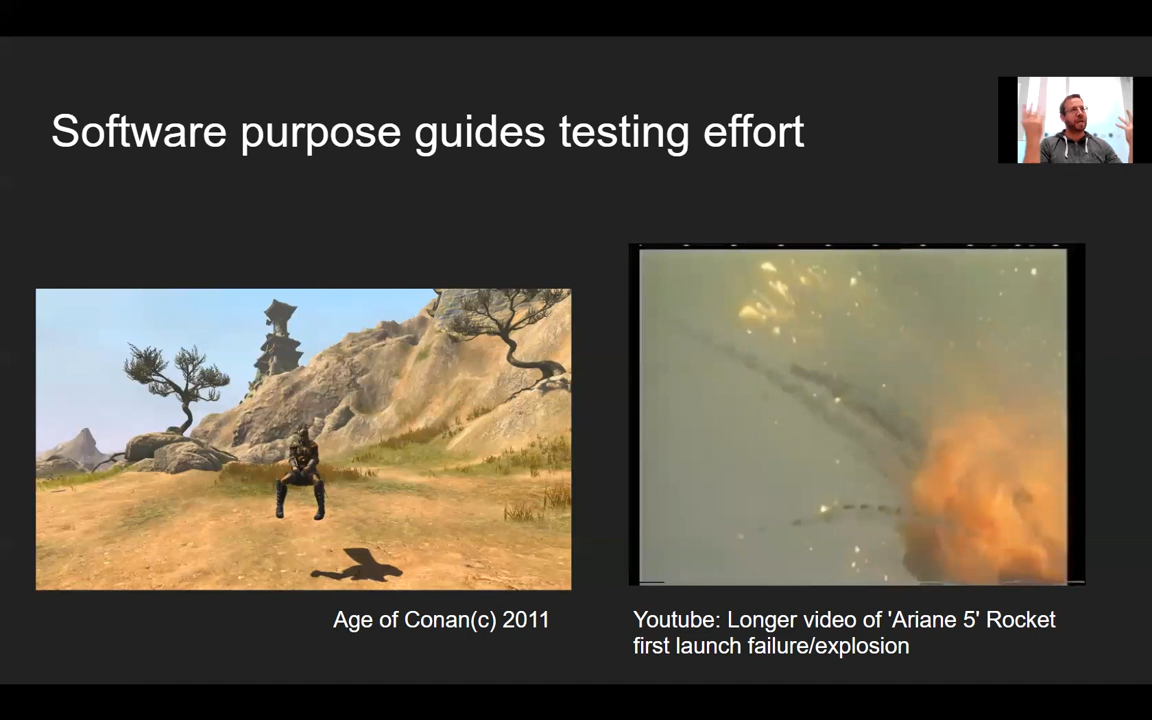 Software purpose guides testing effort
Age of Conan(c) 2011
Youtube: Longer video of 'Ariane 5' Rocket
first launch failure/explosion